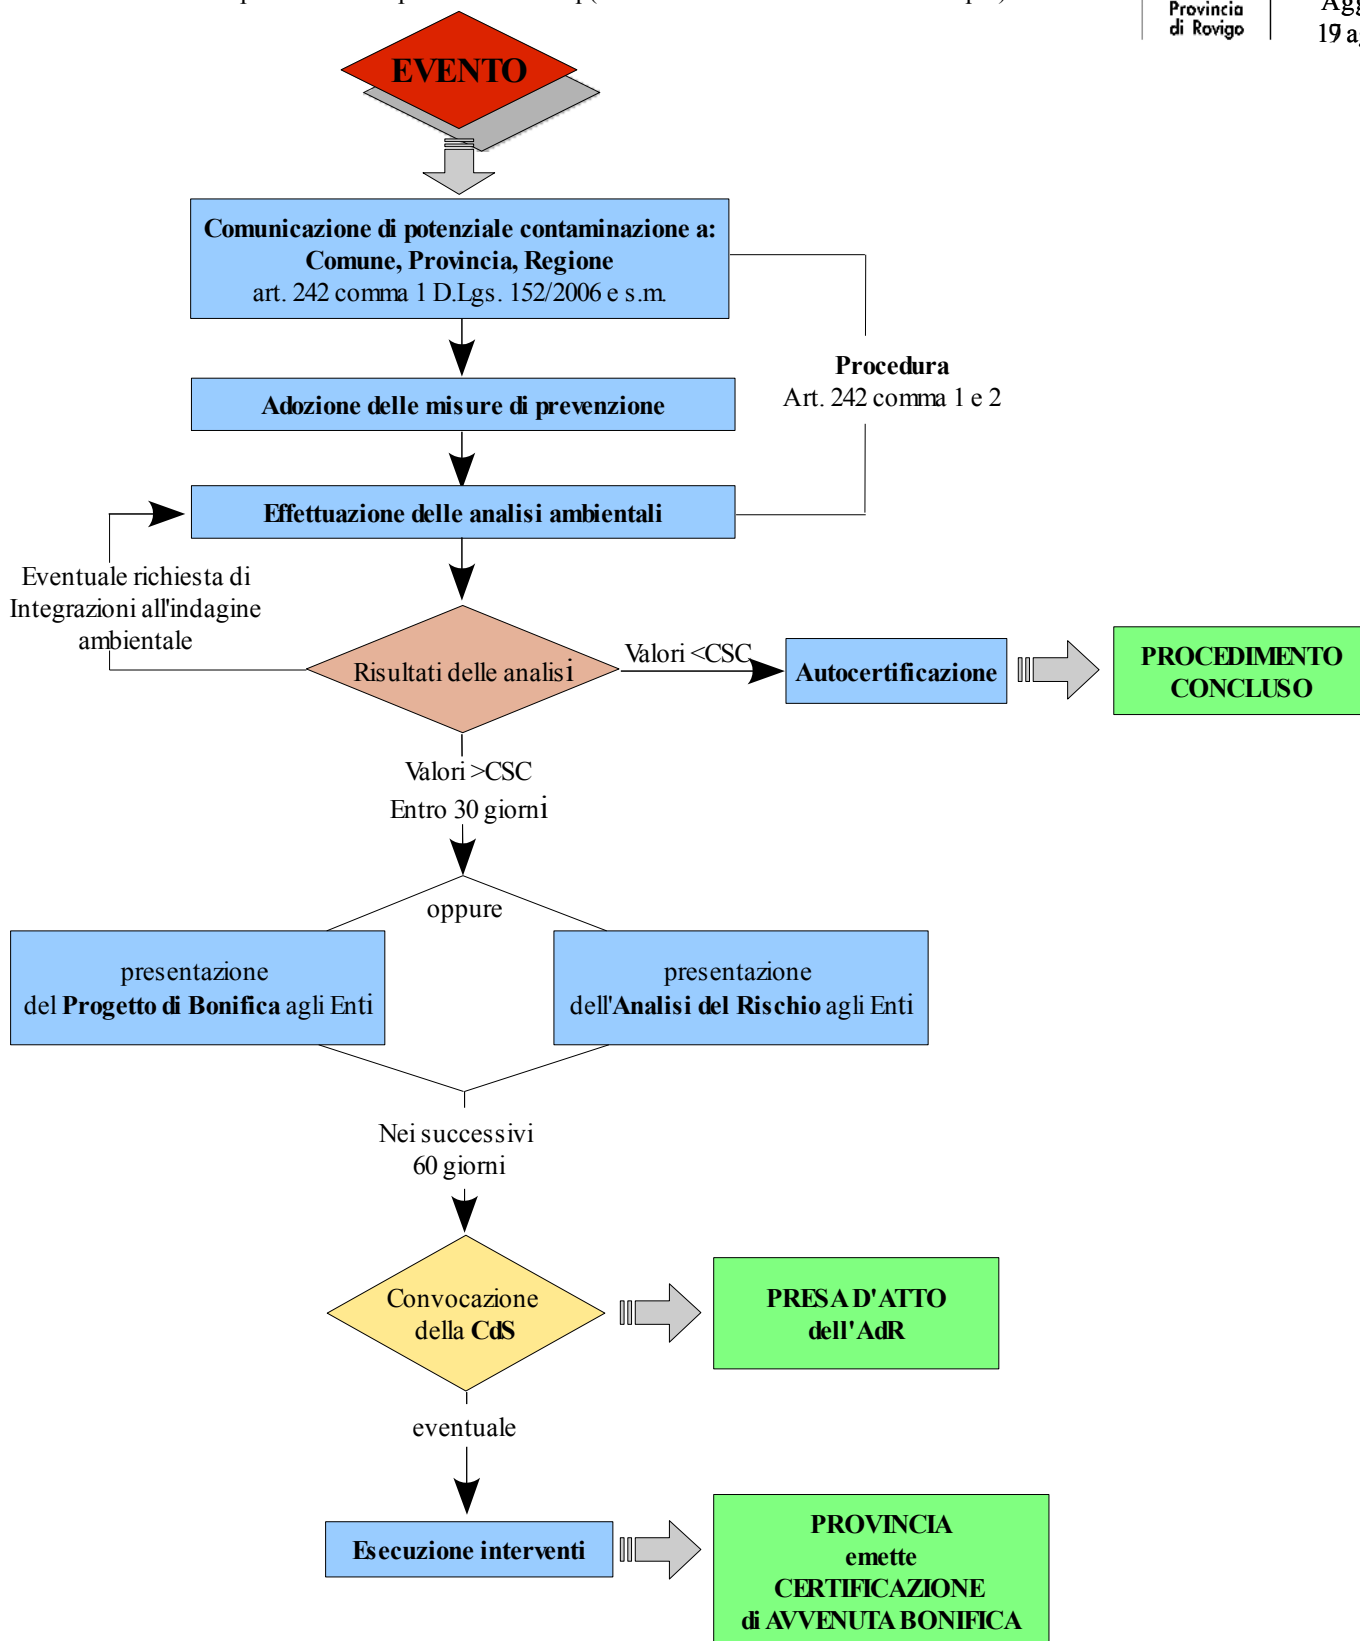 Provincia
di Rovigo
EVENTO
Comunicazione di potenziale contaminazione a:
Comune, Provincia, Regione
art. 242 comma 1 D.Lgs. 152/2006 e s.m.
Procedura
Art. 242 comma 1 e 2
Adozione delle misure di prevenzione
Effettuazione delle analisi ambientali
Eventuale richiesta di
Integrazioni all'indagine
ambientale
Risultati delle analisi
Valori <CSC
Autocertificazione
PROCEDIMENTO
CONCLUSO
Valori >CSC
Entro 30 giorni
oppure
presentazione
del Progetto di Bonifica agli Enti
presentazione
dell'Analisi del Rischio agli Enti
Nei successivi
60 giorni
Convocazione
della CdS
PRESA D'ATTO
dell'AdR
eventuale
Esecuzione interventi
PROVINCIA
emette
CERTIFICAZIONE
di AVVENUTA BONIFICA